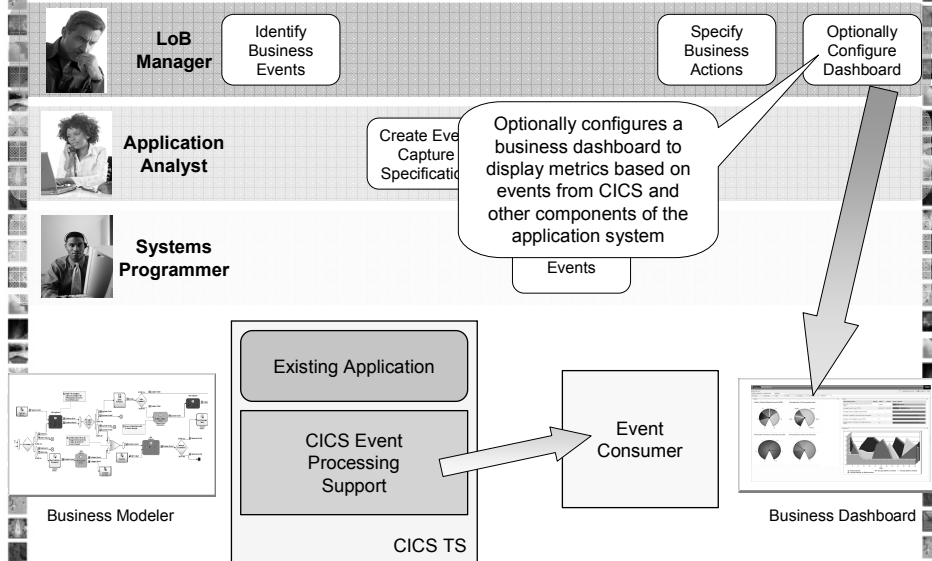 LoB
Manager
Identify
Business
Events
Specify
Business
Actions
Optionally
Configure
Dashboard
Application
Analyst
Create
Capture
Optionally configures a
business dashboard to
display metrics based on
events from CICS and
other components of the
application system
Systems
Programmer
Events
Existing Application
CICS Event
Processing
Support
CICS TS
Event
Consumer
Business Modeler
Business Dashboard